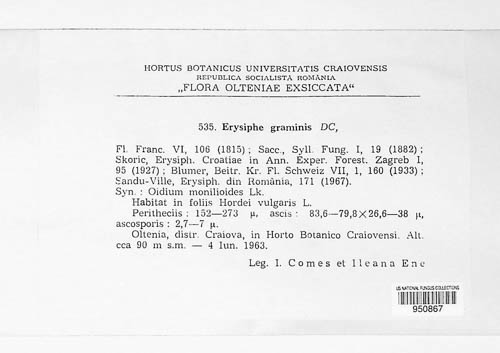 HORTUS BOTANICUS UNIVERSITATIS CRAIOVENSIS
REPUBLICA SOCIALISTA ROMÂNIA
„FLORA OLTENIAE EXSICCATA“
535. Erysiphe graminis DC,
Fl. Franc. VI, 106 (1815); Sacc., Syll. Fung. I, 19 (1882);
Skoric, Erysiph. Croatiae in Ann. Exper. Forest. Zagreb I,
95 (1927); Blumer, Beitr. Kr. Fl. Schweiz VII, 1, 160 (1933);
Sandu-Ville, Erysiph. din România, 171 (1967).
Syn.: Oidium monilioides Lk.
Habitat in foliis Hordei vulgaris L.
Peritheciis: 152—273 μ, ascis: 83,6—79,8×26,6—38 μ,
ascosporis: 2,7—7 μ.
Oltenia, distr. Craiova, in Horto Botanico Craiovensi. Alt.
cca 90 m s.m. — 4 Iun. 1963.
Leg. I. Comes et Ileana Ene
US NATIONAL FUNGUS COLLECTIONS
950867